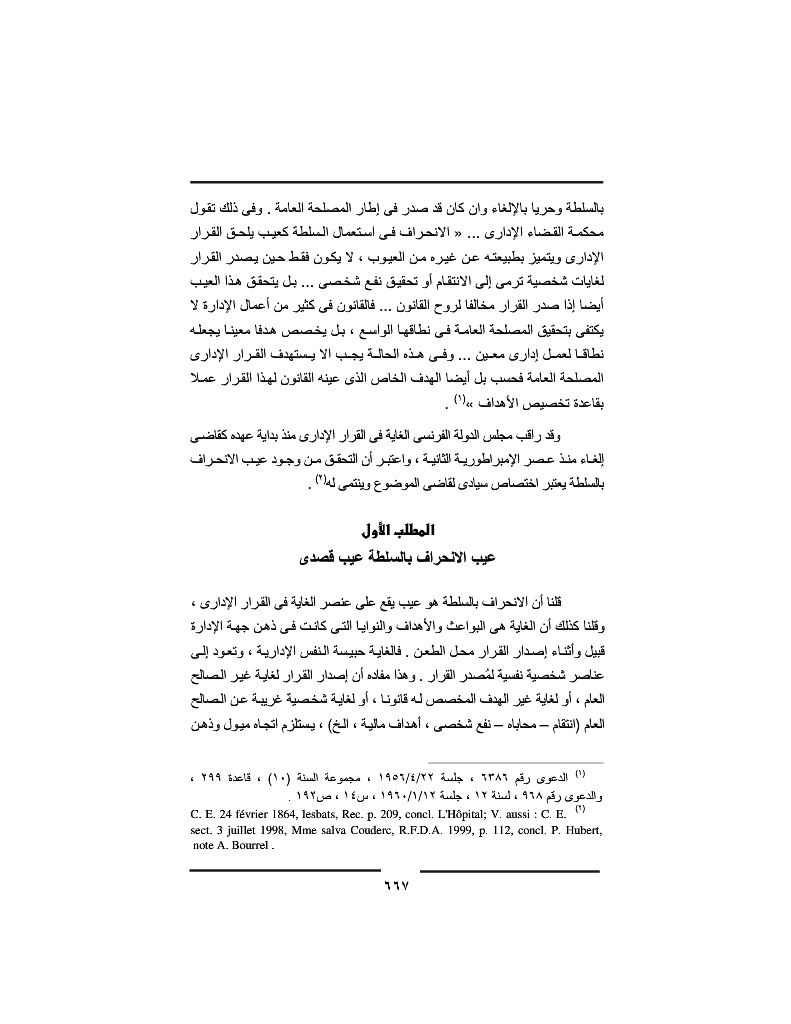 بالسلطة وحريا بالإلغاء وان كان قد صدر فى إطار المصلحة العامة . وفى ذلك تقول
محكمة القضاء الإدارى ... « الانحراف فى استعمال السلطة كعيب يلحق القرار
الإدارى ويتميز بطبيعته عن غيره من العيوب ، لا يكون فقط حين يصدر القرار
لغايات شخصية ترمى إلى الانتقام أو تحقيق نفع شخصى ... بل يتحقق هذا العيب
أيضا إذا صدر القرار مخالفا لروح القانون ... فالقانون فى كثير من أعمال الإدارة لا
يكتفى بتحقيق المصلحة العامة فى نطاقها الواسع ، بل يخصص هدفا معينا يجعله
نطاقا لعمل إدارى معين ... وفى هذه الحالة يجب الا يستهدف القرار الإدارى
المصلحة العامة فحسب بل أيضا الهدف الخاص الذى عينه القانون لهذا القرار عملا
بقاعدة تخصيص الأهداف »(١) .
وقد راقب مجلس الدولة الفرنسى الغاية فى القرار الإدارى منذ بداية عهده كقاضى
إلغاء منذ عصر الإمبراطورية الثانية ، واعتبر أن التحقق من وجود عيب الانحراف
بالسلطة يعتبر اختصاص سيادى لقاضى الموضوع وينتمى له(٢) .
المطلب الأول
عيب الانحراف بالسلطة عيب قصدى
قلنا أن الانحراف بالسلطة هو عيب يقع على عنصر الغاية فى القرار الإدارى ،
وقلنا كذلك أن الغاية هى البواعث والأهداف والنوايا التى كانت فى ذهن جهة الإدارة
قبيل وأثناء إصدار القرار محل الطعن . فالغاية حبيسة النفس الإدارية ، وتعود إلى
عناصر شخصية نفسية لمُصدر القرار . وهذا مفاده أن إصدار القرار لغاية غير الصالح
العام ، أو لغاية غير الهدف المخصص له قانونا ، أو لغاية شخصية غريبة عن الصالح
العام (انتقام – محاباه – نفع شخصى ، أهداف مالية ، الخ) ، يستلزم اتجاه ميول وذهن
(١) الدعوى رقم ٦٣٨٦ ، جلسة ١٩٥٦/٤/٢٢ ، مجموعة السنة (١٠) ، قاعدة ٢٩٩ ،
والدعوى رقم ٩٦٨ ، لسنة ١٢ ، جلسة ١٩٦٠/١/١٢ ، س١٤ ، ص١٩٢ .
(٢) C. E. 24 février 1864, lesbats, Rec. p. 209, concl. L'Hôpital; V. aussi : C. E.
sect. 3 juillet 1998, Mme salva Couderc, R.F.D.A. 1999, p. 112, concl. P. Hubert,
note A. Bourrel .
٦٦٧